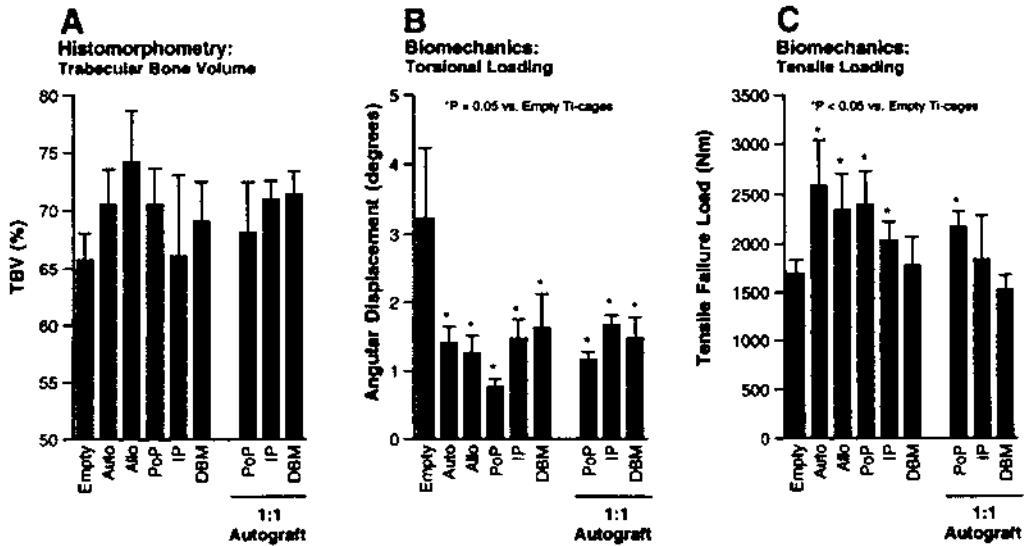 A
Histomorphometry:
Trabecular Bone Volume
TBV (%)
80
75
70
65
60
55
50
Empty
Auto
Allo
PoP
IP
DBM
PoP
IP
DBM
1:1
Autograft
B
Biomechanics:
Torsional Loading
*P = 0.05 vs. Empty Ti-cages
Angular Displacement (degrees)
5
4
3
2
1
0
* * * * *
* * *
Empty
Auto
Allo
PoP
IP
DBM
PoP
IP
DBM
1:1
Autograft
C
Biomechanics:
Tensile Loading
*P < 0.05 vs. Empty Ti-cages
Tensile Failure Load (Nm)
3500
3000
2500
2000
1500
1000
500
0
* * * *
*
Empty
Auto
Allo
PoP
IP
DBM
PoP
IP
DBM
1:1
Autograft